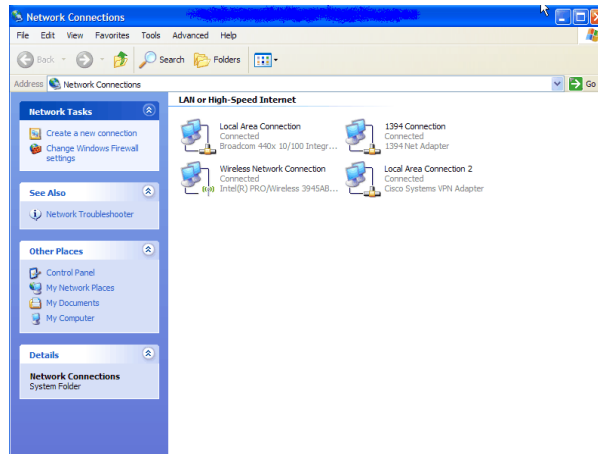 Network Connections
File Edit View Favorites Tools Advanced Help
Back Search Folders
Address Network Connections Go
LAN or High-Speed Internet
Network Tasks
Create a new connection
Change Windows Firewall
settings
See Also
Network Troubleshooter
Other Places
Control Panel
My Network Places
My Documents
My Computer
Details
Network Connections
System Folder
Local Area Connection
Connected
Broadcom 440x 10/100 Integr...
1394 Connection
Connected
1394 Net Adapter
Wireless Network Connection
Connected
Intel(R) PRO/Wireless 3945AB...
Local Area Connection 2
Connected
Cisco Systems VPN Adapter